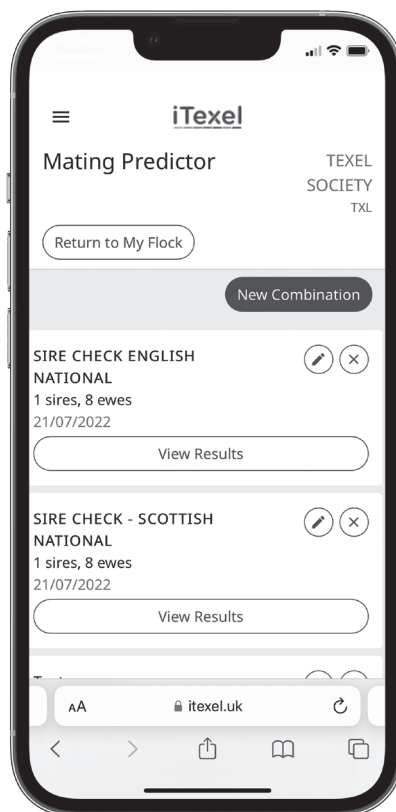 iTexel
Mating Predictor
TEXEL
SOCIETY
TXL
Return to My Flock
New Combination
SIRE CHECK ENGLISH
NATIONAL
1 sires, 8 ewes
21/07/2022
View Results
SIRE CHECK - SCOTTISH
NATIONAL
1 sires, 8 ewes
21/07/2022
View Results
AA
itexel.uk